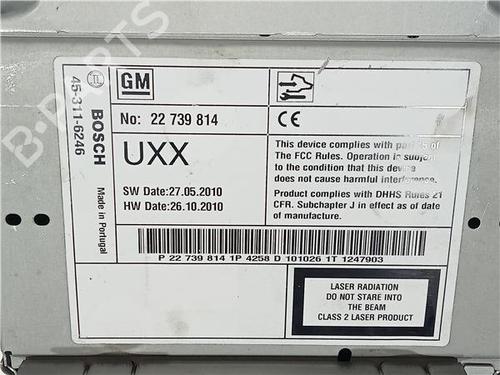 B-PARTS
GM
No: 22 739 814
CE
UXX
This device complies with part 15 of
The FCC Rules. Operation is subject
to the condition that this device
does not cause harmful interference.
SW Date:27.05.2010
HW Date:26.10.2010
Product complies with DHHS Rules 21
CFR. Subchapter J in effect as of date
of manufacture.
P 22 739 814 1P 4258 D 101026 1T 1247903
LASER RADIATION
DO NOT STARE INTO
THE BEAM
CLASS 2 LASER PRODUCT
BOSCH
Made in Portugal
45-311-6246